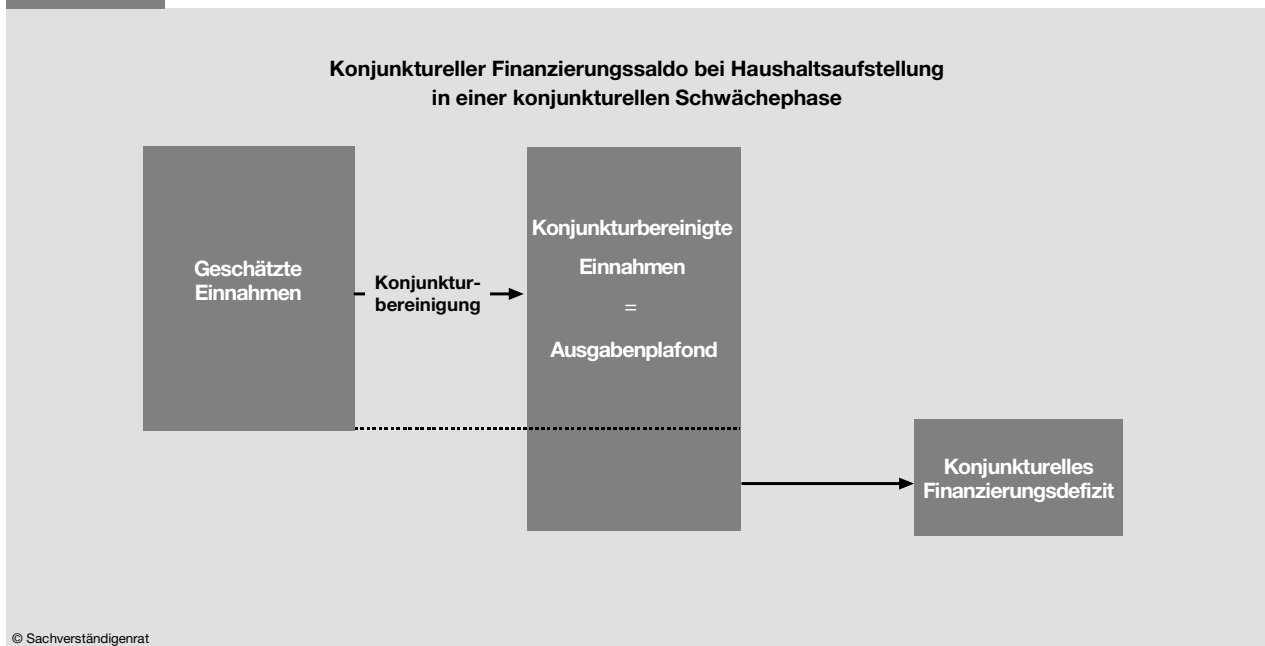 Konjunktureller Finanzierungssaldo bei Haushaltsaufstellung
in einer konjunkturellen Schwächephase
Geschätzte
Einnahmen
Konjunktur-
bereinigung
Konjunkturbereinigte
Einnahmen
=
Ausgabenplafond
Konjunkturelles
Finanzierungsdefizit
© Sachverständigenrat